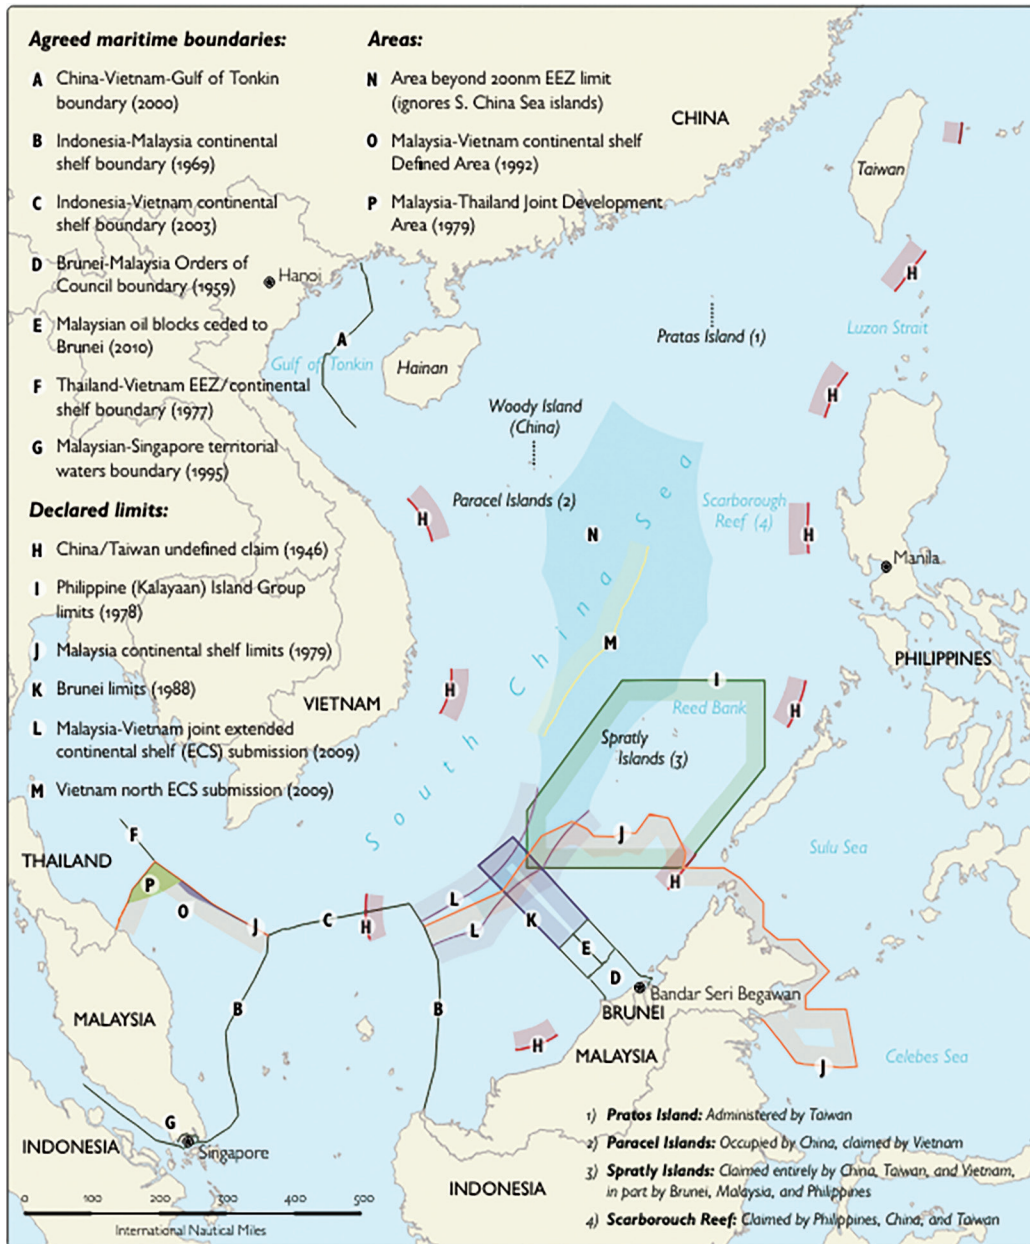 Agreed maritime boundaries:
A China-Vietnam-Gulf of Tonkin
boundary (2000)
B Indonesia-Malaysia continental
shelf boundary (1969)
C Indonesia-Vietnam continental
shelf boundary (2003)
D Brunei-Malaysia Orders of
Council boundary (1959)
E Malaysian oil blocks ceded to
Brunei (2010)
F Thailand-Vietnam EEZ/continental
shelf boundary (1977)
G Malaysian-Singapore territorial
waters boundary (1995)
Declared limits:
H China/Taiwan undefined claim (1946)
I Philippine (Kalayaan) Island Group
limits (1978)
J Malaysia continental shelf limits (1979)
K Brunei limits (1988)
L Malaysia-Vietnam joint extended
continental shelf (ECS) submission (2009)
M Vietnam north ECS submission (2009)
Areas:
N Area beyond 200nm EEZ limit
(ignores S. China Sea islands)
O Malaysia-Vietnam continental shelf
Defined Area (1992)
P Malaysia-Thailand Joint Development
Area (1979)
CHINA
Taiwan
H
Hanoi
A
Gulf of Tonkin
Hainan
Pratas Island (1)
Luzon Strait
H
Woody Island
(China)
Paracel Islands (2)
H
N
Scarborough
Reef (4)
H
Manila
South China Sea
M
PHILIPPINES
VIETNAM
H
I
Reed Bank
H
Spratly
Islands (3)
F
THAILAND
P
O
J
C
H
L
L
K
J
H
Sulu Sea
E
D
B
B
Bandar Seri Begawan
BRUNEI
MALAYSIA
H
MALAYSIA
J
Celebes Sea
G
Singapore
INDONESIA
INDONESIA
0 100 200 300 400 500
International Nautical Miles
1) Pratos Island: Administered by Taiwan
2) Paracel Islands: Occupied by China, claimed by Vietnam
3) Spratly Islands: Claimed entirely by China, Taiwan, and Vietnam,
in part by Brunei, Malaysia, and Philippines
4) Scarborouch Reef: Claimed by Philippines, China, and Taiwan